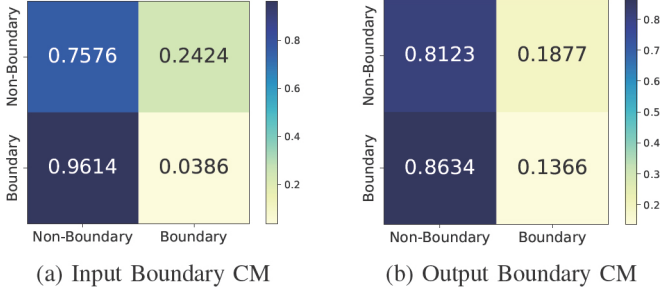 Non-Boundary
Boundary
0.7576
0.2424
0.9614
0.0386
Non-Boundary
Boundary
0.8
0.6
0.4
0.2
(a) Input Boundary CM
Non-Boundary
Boundary
0.8123
0.1877
0.8634
0.1366
Non-Boundary
Boundary
0.8
0.7
0.6
0.5
0.4
0.3
0.2
(b) Output Boundary CM